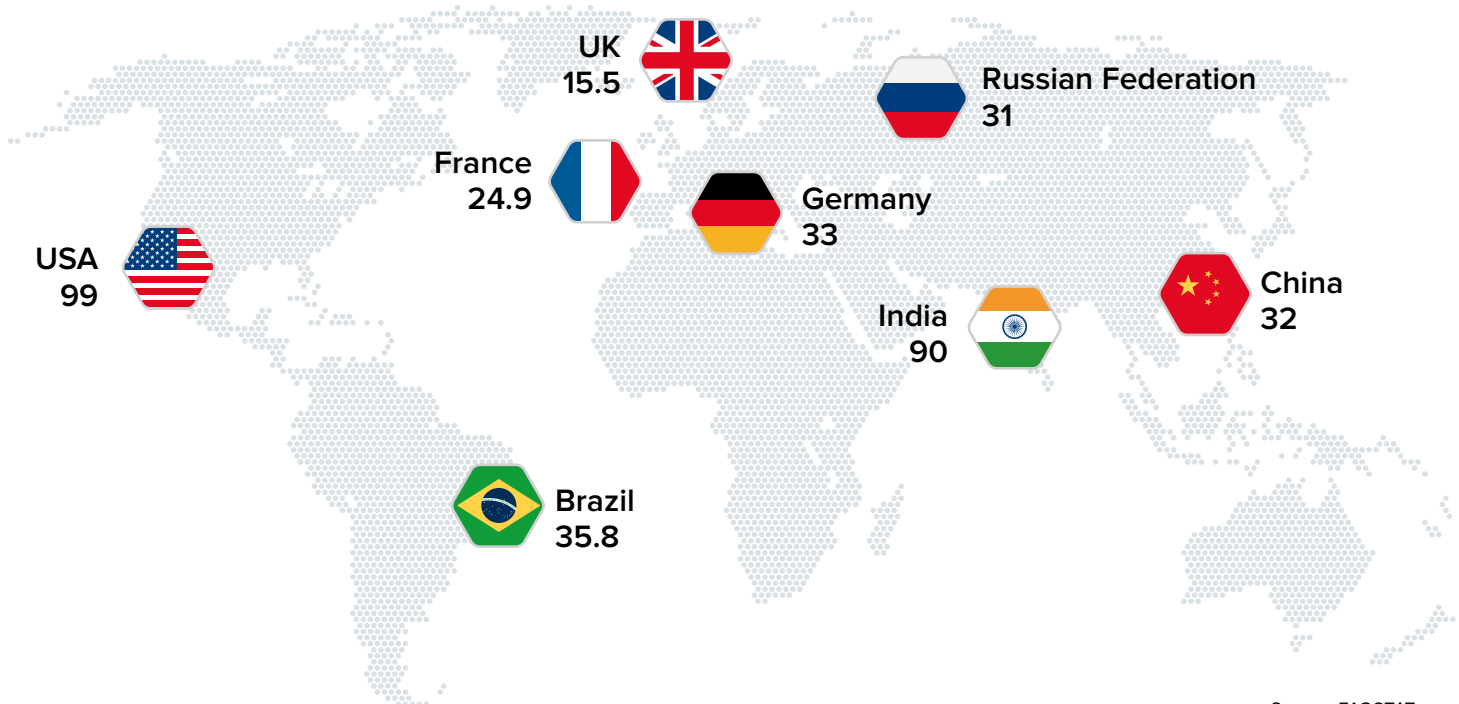 UK
15.5
Russian Federation
31
France
24.9
Germany
33
USA
99
China
32
India
90
Brazil
35.8